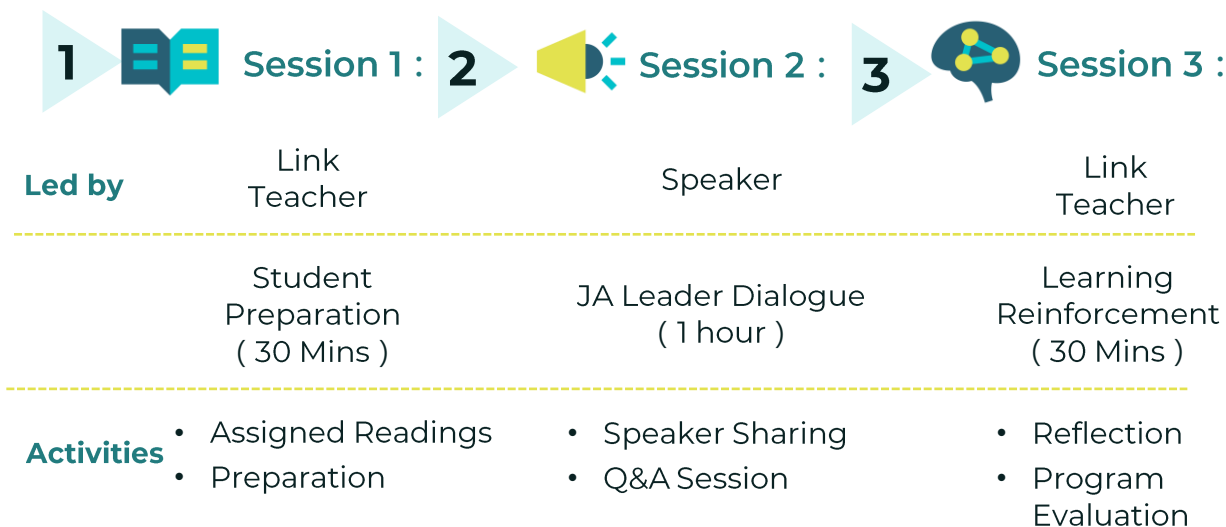 1
Session 1 :
2
Session 2 :
3
Session 3 :
Led by
Link
Teacher
Speaker
Link
Teacher
Student
Preparation
( 30 Mins )
JA Leader Dialogue
( 1 hour )
Learning
Reinforcement
( 30 Mins )
Activities
• Assigned Readings
• Preparation
• Speaker Sharing
• Q&A Session
• Reflection
• Program
Evaluation